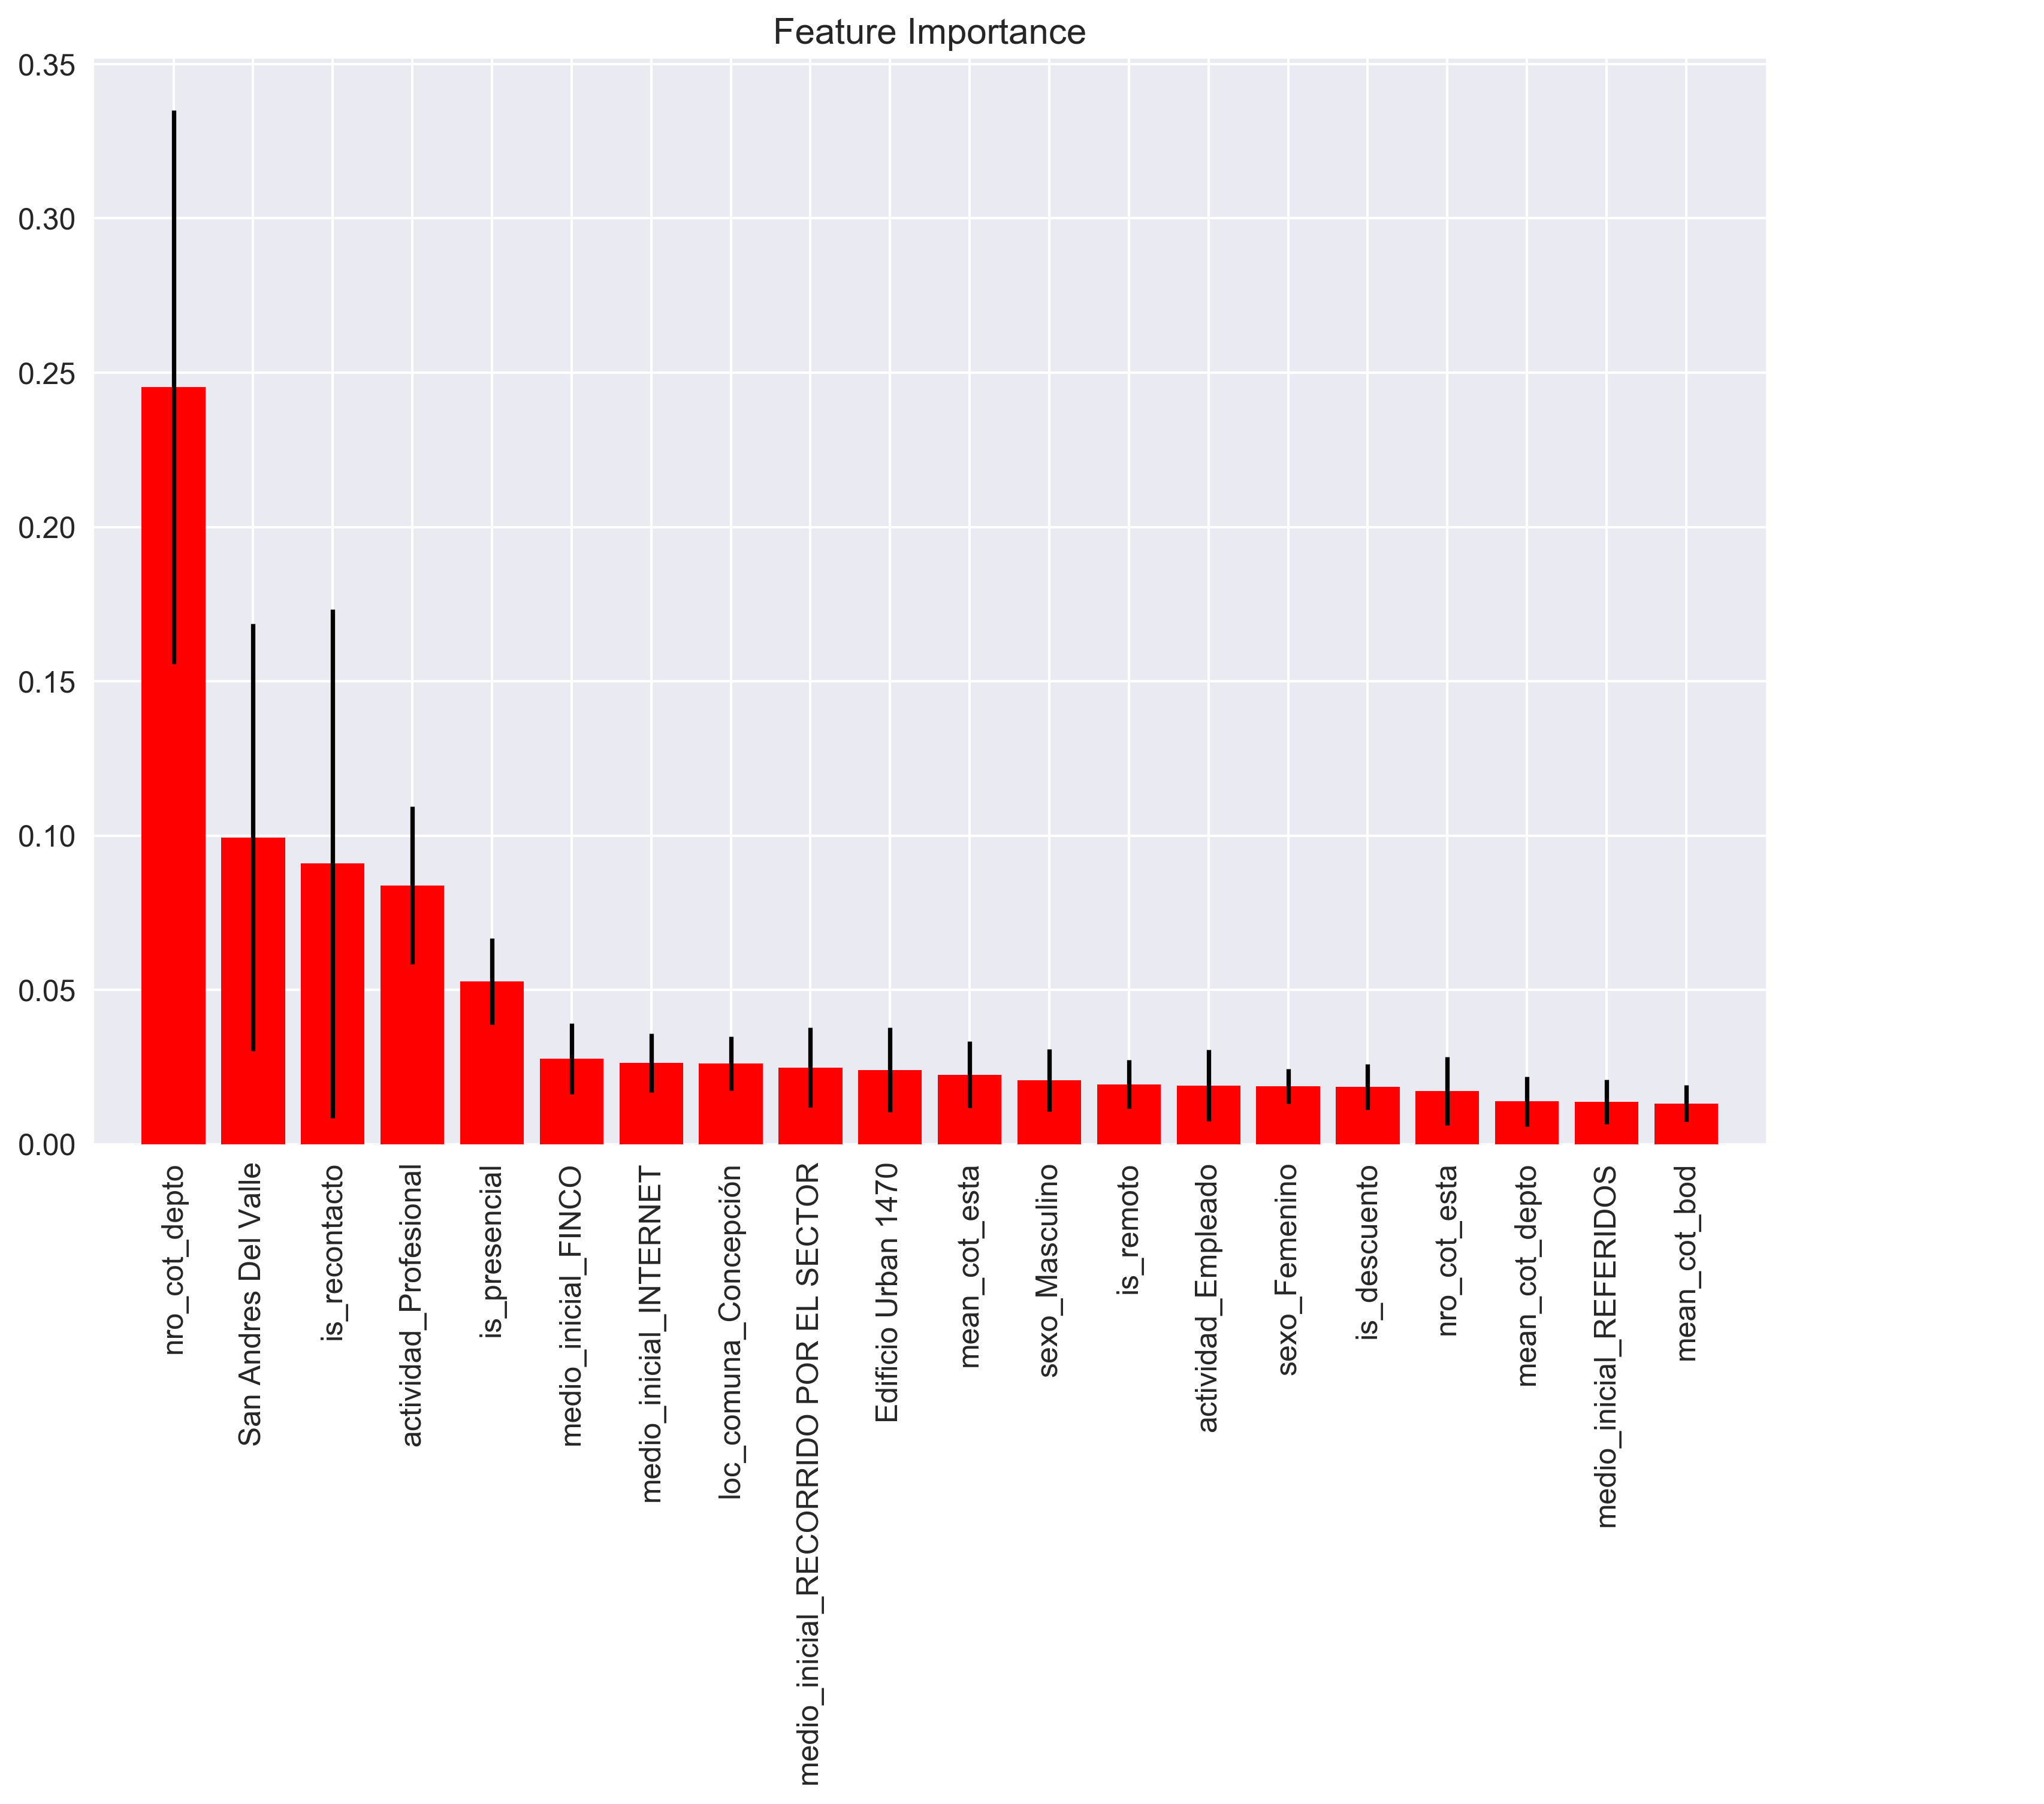 Feature Importance
0.35
0.30
0.25
0.20
0.15
0.10
0.05
0.00
nro_cot_depto
San Andres Del Valle
is_recontacto
actividad_Profesional
is_presencial
medio_inicial_FINCO
medio_inicial_INTERNET
loc_comuna_Concepción
medio_inicial_RECORRIDO POR EL SECTOR
Edificio Urban 1470
mean_cot_esta
sexo_Masculino
is_remoto
actividad_Empleado
sexo_Femenino
is_descuento
nro_cot_esta
mean_cot_depto
medio_inicial_REFERIDOS
mean_cot_bod